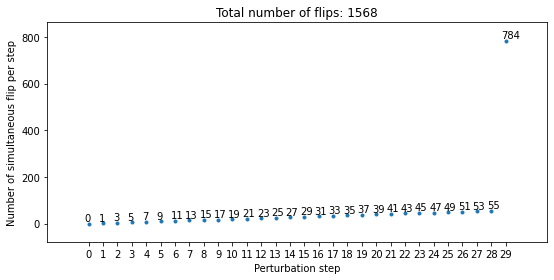 Total number of flips: 1568
Number of simultaneous flip per step
800
600
400
200
0
784
0 1 3 5 7 9 11 13 15 17 19 21 23 25 27 29 31 33 35 37 39 41 43 45 47 49 51 53 55
0 1 2 3 4 5 6 7 8 9 10 11 12 13 14 15 16 17 18 19 20 21 22 23 24 25 26 27 28 29
Perturbation step